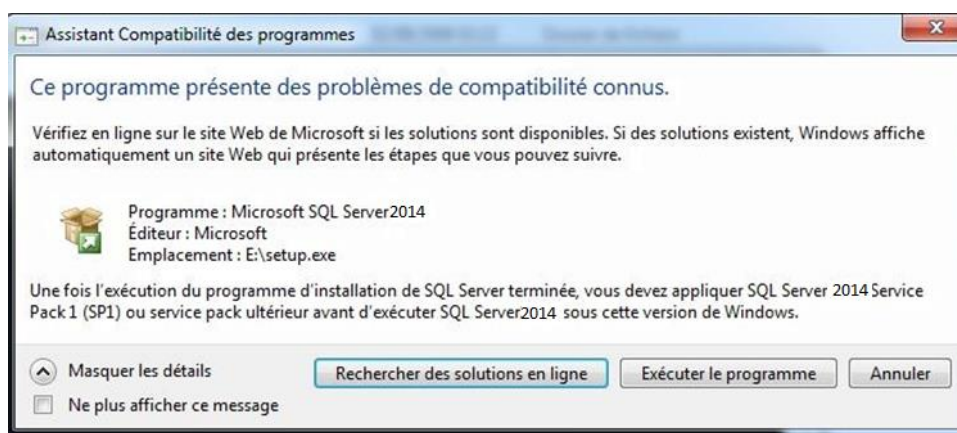 Assistant Compatibilité des programmes
Ce programme présente des problèmes de compatibilité connus.
Vérifiez en ligne sur le site Web de Microsoft si les solutions sont disponibles. Si des solutions existent, Windows affiche
automatiquement un site Web qui présente les étapes que vous pouvez suivre.
Programme : Microsoft SQL Server2014
Éditeur : Microsoft
Emplacement : E:\setup.exe
Une fois l'exécution du programme d'installation de SQL Server terminée, vous devez appliquer SQL Server 2014 Service
Pack 1 (SP1) ou service pack ultérieur avant d'exécuter SQL Server2014 sous cette version de Windows.
Masquer les détails
Rechercher des solutions en ligne
Exécuter le programme
Annuler
Ne plus afficher ce message